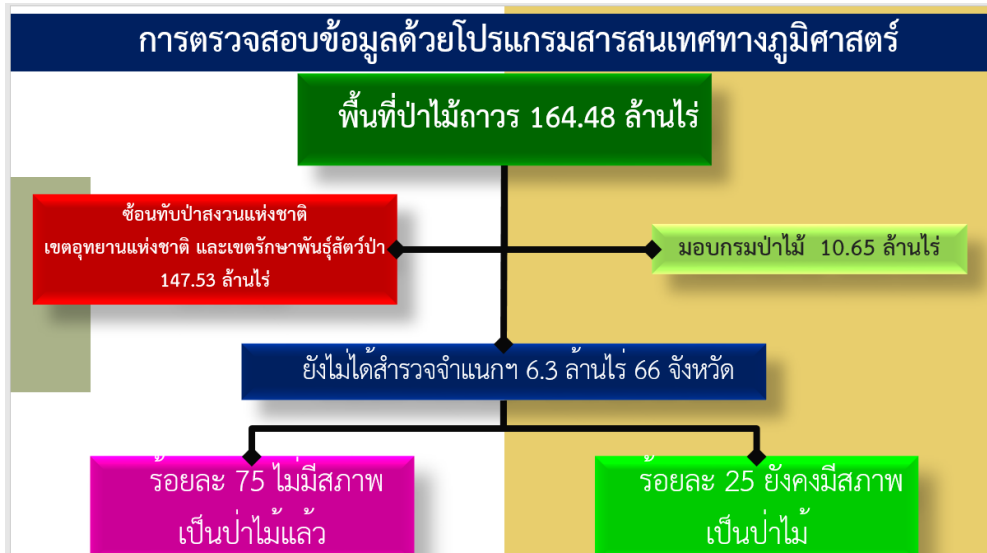 การตรวจสอบข้อมูลด้วยโปรแกรมสารสนเทศทางภูมิศาสตร์
พื้นที่ป่าไม้ถาวร 164.48 ล้านไร่
ซ้อนทับป่าสงวนแห่งชาติ
เขตอุทยานแห่งชาติ และเขตรักษาพันธุ์สัตว์ป่า
147.53 ล้านไร่
มอบกรมป่าไม้ 10.65 ล้านไร่
ยังไม่ได้สำรวจจำแนกฯ 6.3 ล้านไร่ 66 จังหวัด
ร้อยละ 75 ไม่มีสภาพ
เป็นป่าไม้แล้ว
ร้อยละ 25 ยังคงมีสภาพ
เป็นป่าไม้